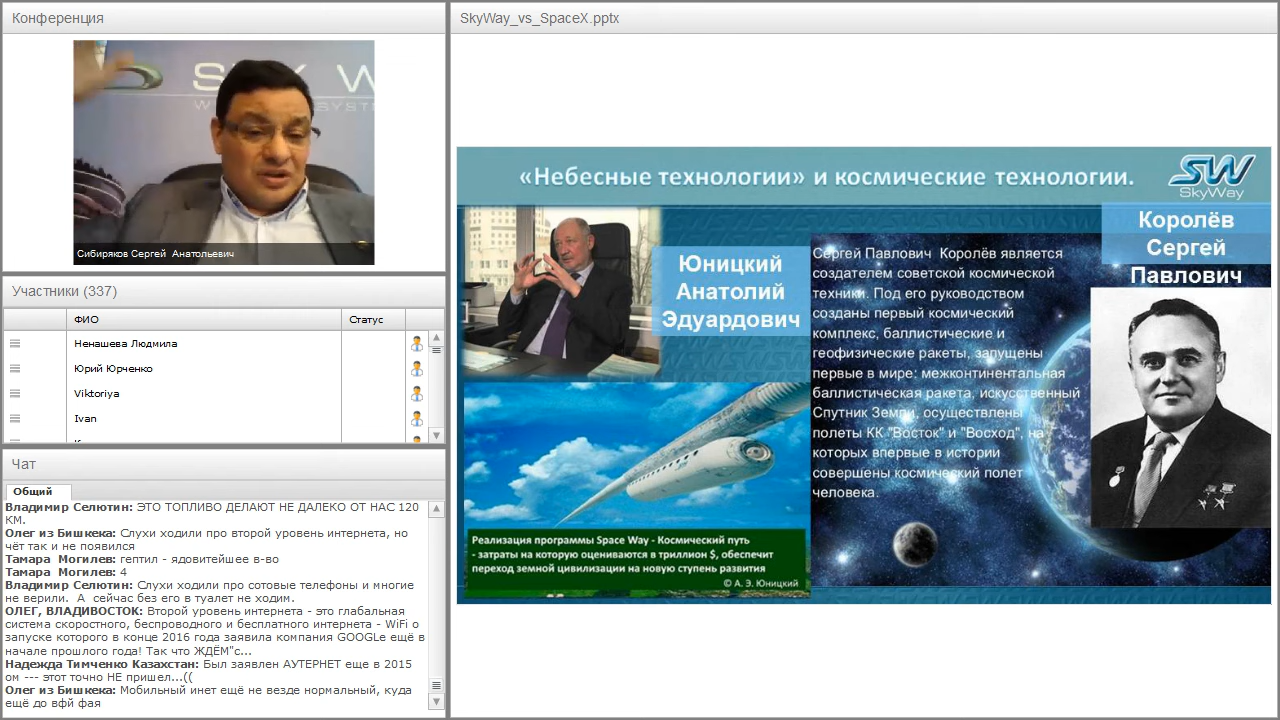 Конференция
SKY W
Сибиряков Сергей Анатольевич
Участники (337)
ФИО
Статус
Ненашева Людмила
Юрий Юрченко
Viktoriya
Ivan
Чат
Общий
Владимир Селютин: ЭТО ТОПЛИВО ДЕЛАЮТ НЕ ДАЛЕКО ОТ НАС 120
КМ.
Олег из Бишкека: Слухи ходили про второй уровень интернета, но
чёт так и не появился
Тамара Могилев: гептил - ядовитейшее в-во
Тамара Могилев: 4
Владимир Селютин: Слухи ходили про сотовые телефоны и многие
не верили. А сейчас без его в туалет не ходим.
ОЛЕГ, ВЛАДИВОСТОК: Второй уровень интернета - это глабальная
система скоростного, беспроводного и бесплатного интернета - WiFi о
запуске которого в конце 2016 года заявила компания GOOGLe ещё в
начале прошлого года! Так что ЖДЁМ"с...
Надежда Тимченко Казахстан: Был заявлен АУТЕРНЕТ еще в 2015
ом --- этот точно НЕ пришел...((
Олег из Бишкека: Мобильный инет ещё не везде нормальный, куда
ещё до вфй фая
SkyWay_vs_SpaceX.pptx
«Небесные технологии» и космические технологии.
SW
SkyWay
Юницкий
Анатолий
Эдуардович
Реализация программы Space Way - Космический путь
- затраты на которую оцениваются в триллион $, обеспечит
переход земной цивилизации на новую ступень развития
© А. Э. Юницкий
Сергей Павлович Королёв является
создателем советской космической
техники. Под его руководством
созданы первый космический
комплекс, баллистические и
геофизические ракеты, запущены
первые в мире: межконтинентальная
баллистическая ракета, искусственный
Спутник Земли, осуществлены
полеты КК "Восток" и "Восход", на
которых впервые в истории
совершены космический полет
человека.
Королёв
Сергей
Павлович